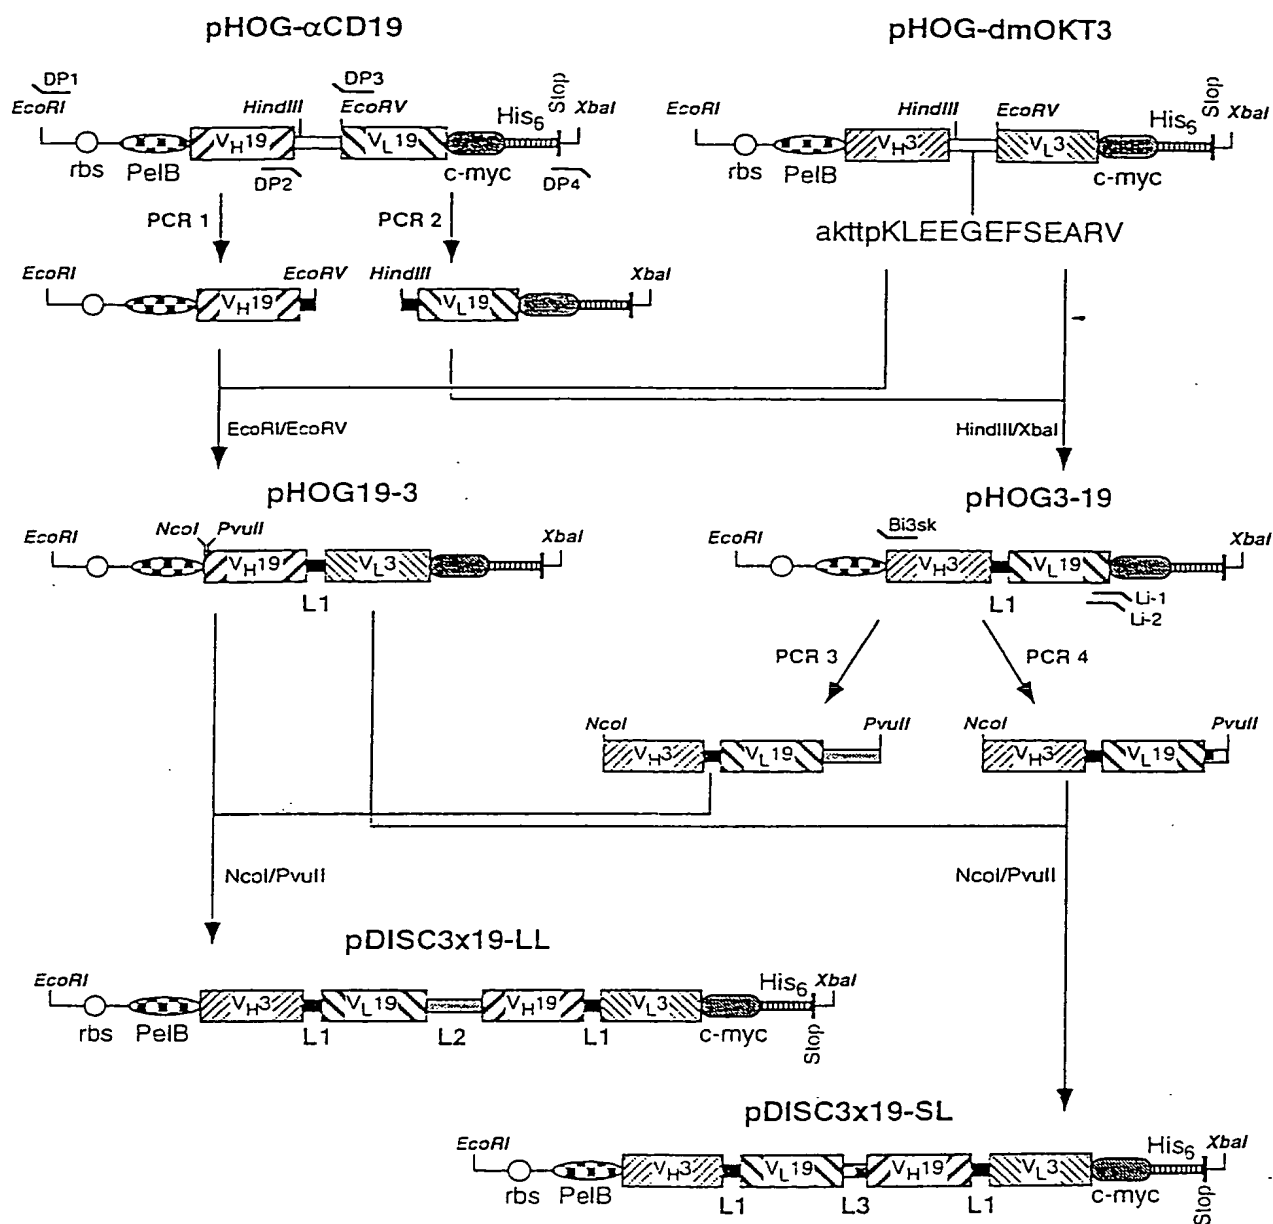 pHOG-αCD19 pHOG-dmOKT3
DP1 DP3 Stop Stop
EcoRI HindIII EcoRV His6 XbaI EcoRI HindIII EcoRV His6 XbaI
VH19 VL19 VH3 VL3
rbs PelB DP2 c-myc DP4 rbs PelB c-myc
PCR 1 PCR 2 akttpKLEEGEFSEARV
EcoRI EcoRV HindIII XbaI
VH19 VL19
EcoRI/EcoRV HindIII/XbaI
pHOG19-3 pHOG3-19
EcoRI NcoI PvuII XbaI EcoRI Bi3sk XbaI
VH19 VL3 VH3 VL19
L1 L1 Li-1
Li-2
PCR 3 PCR 4
NcoI PvuII NcoI PvuII
VH3 VL19 VH3 VL19
NcoI/PvuII NcoI/PvuII
pDISC3x19-LL
EcoRI His6 XbaI
VH3 VL19 VH19 VL3
rbs PelB L1 L2 L1 c-myc Stop
pDISC3x19-SL
EcoRI His6 XbaI
VH3 VL19 VH19 VL3
rbs PelB L1 L3 L1 c-myc Stop